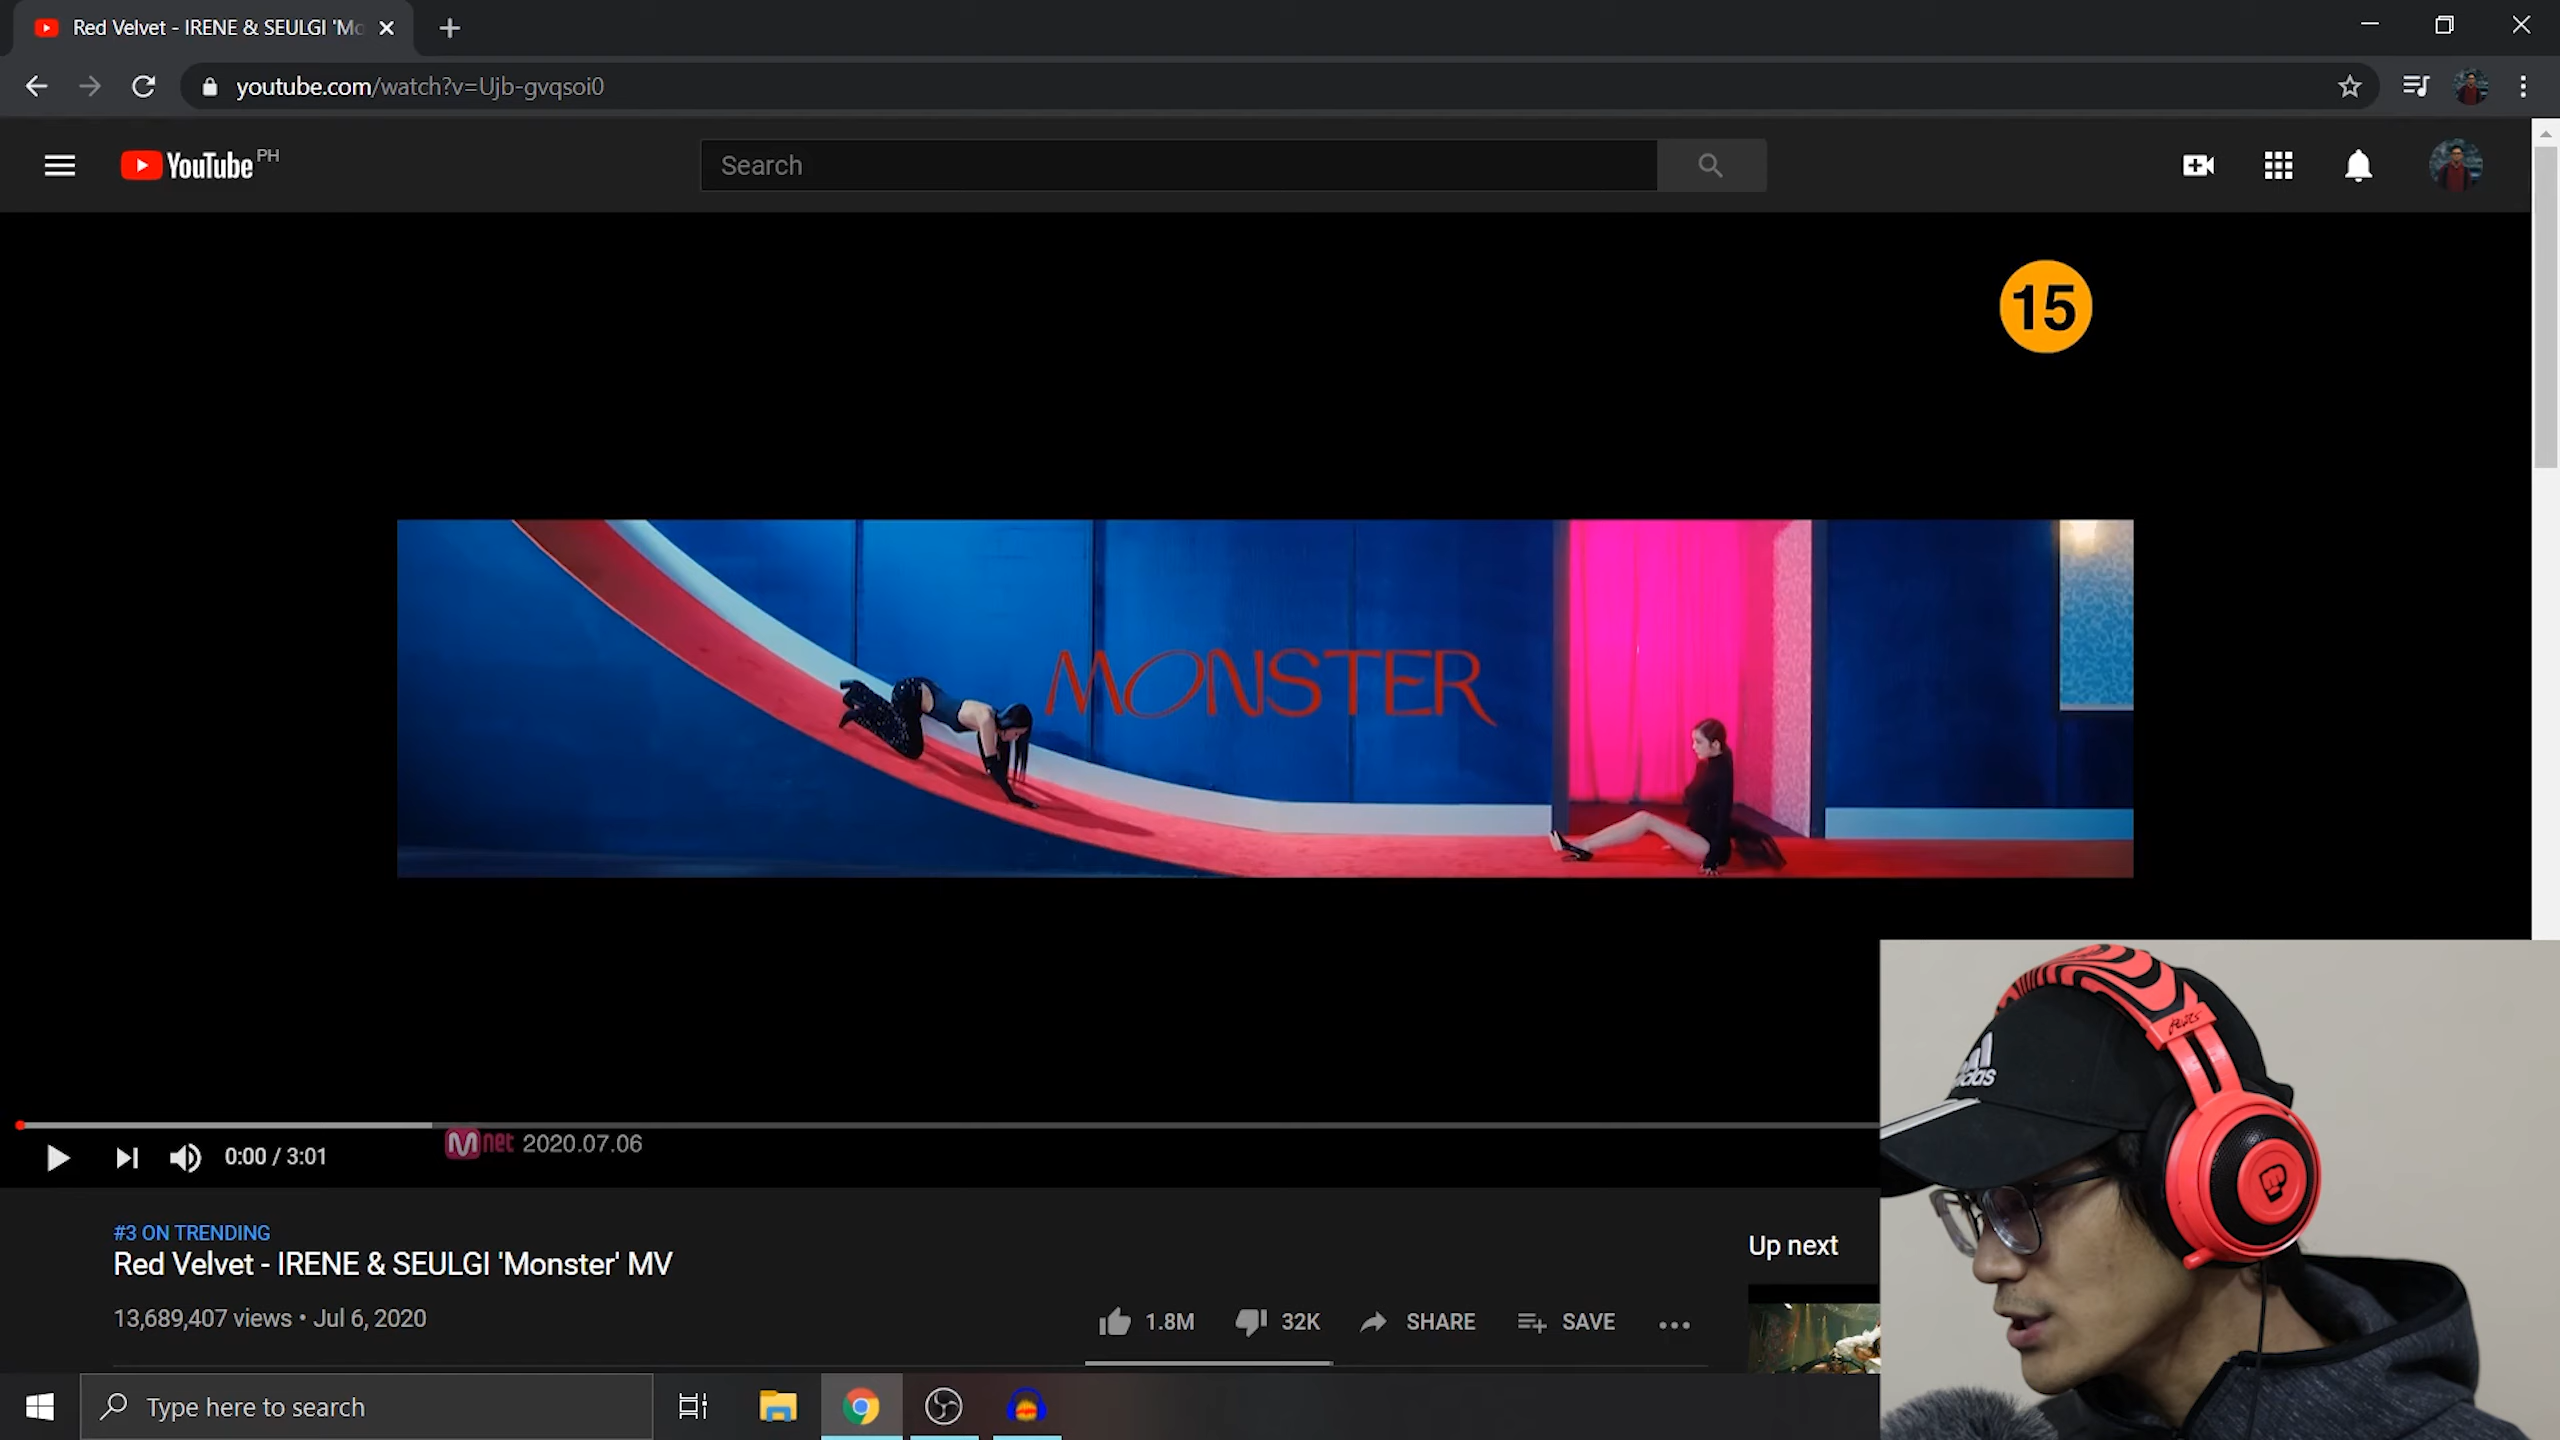 Red Velvet - IRENE & SEULGI 'Mo
youtube.com/watch?v=Ujb-gvqsoi0
YouTube PH
Search
15
MONSTER
adidas
0:00 / 3:01
Mnet 2020.07.06
#3 ON TRENDING
Red Velvet - IRENE & SEULGI 'Monster' MV
Up next
13,689,407 views • Jul 6, 2020
1.8M
32K
SHARE
SAVE
Type here to search